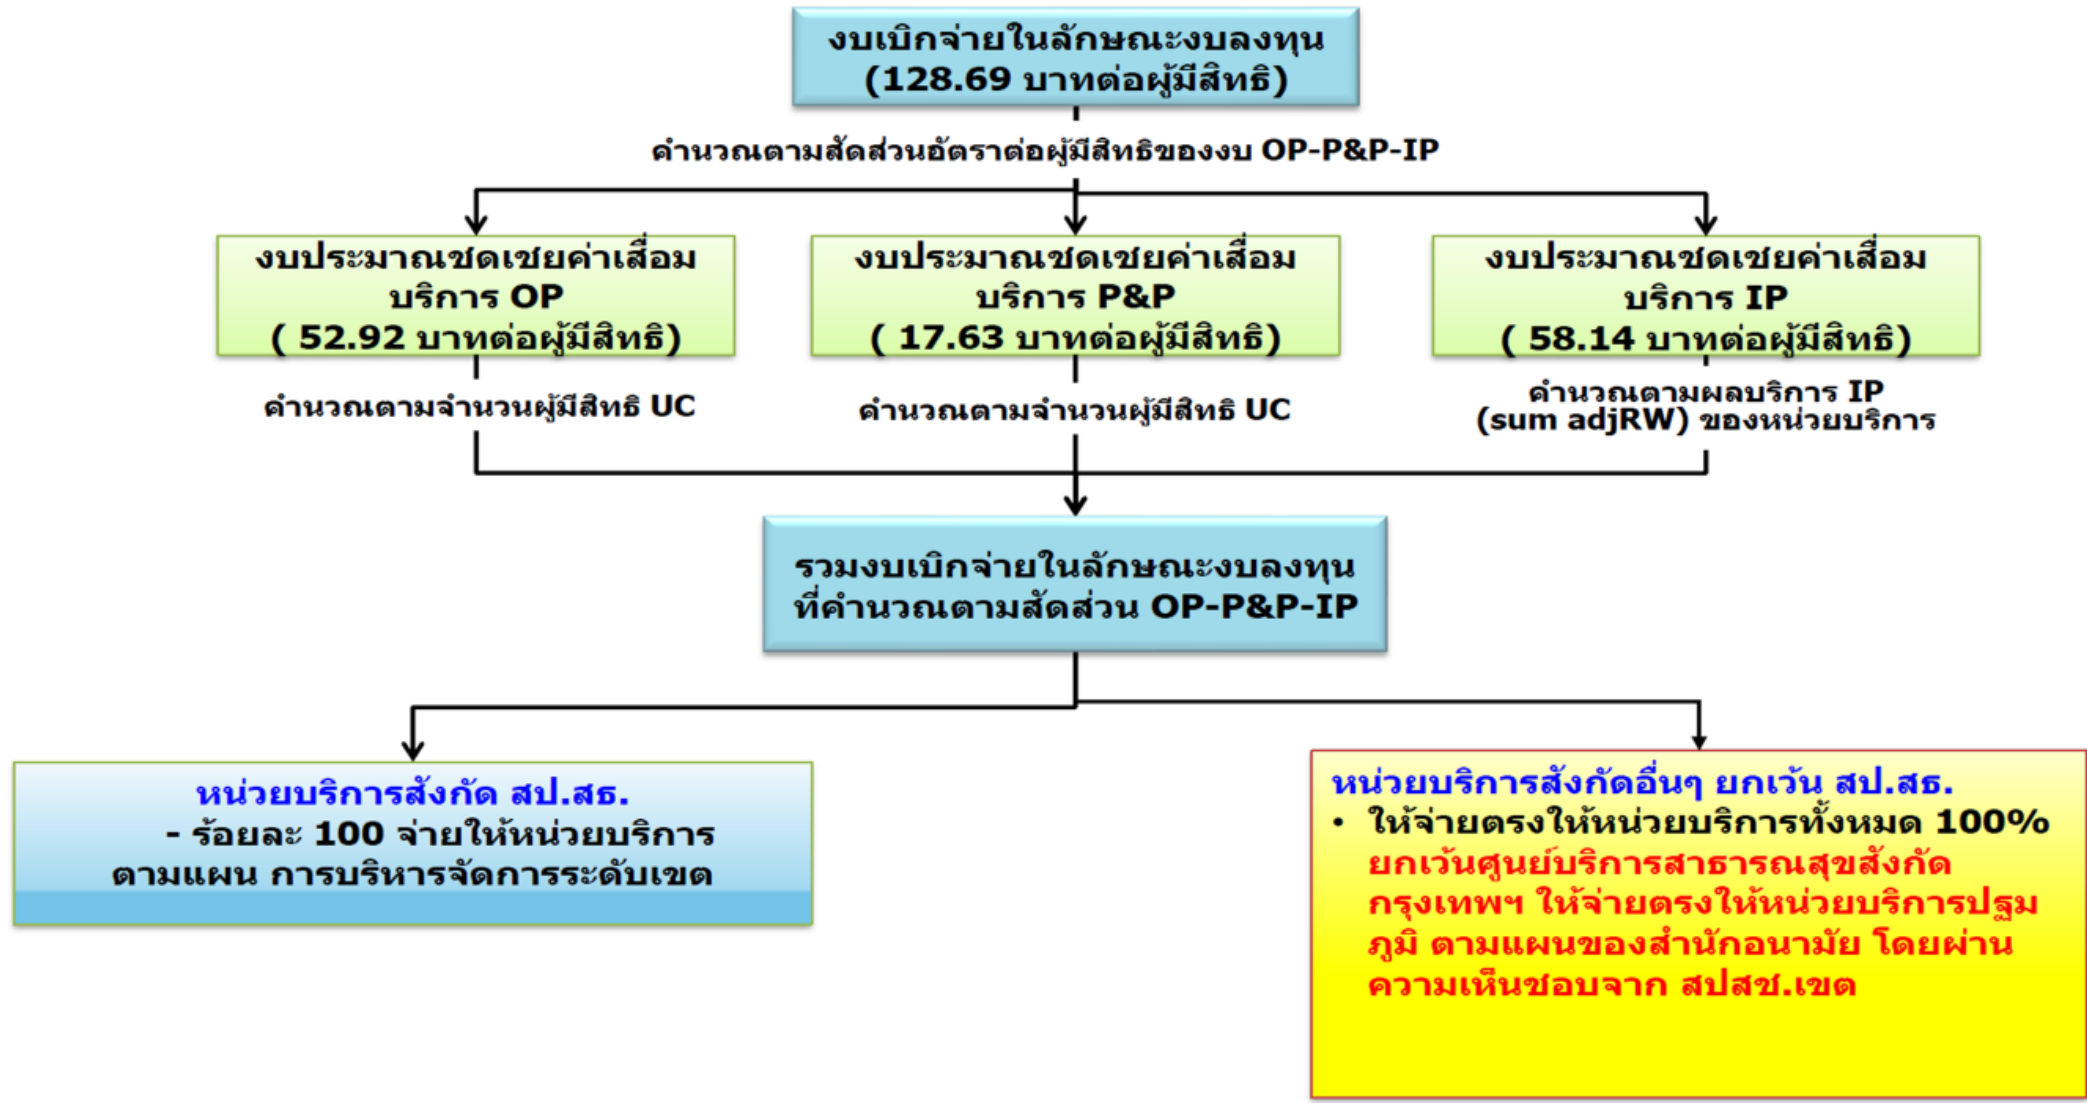 งบเบิกจ่ายในลักษณะงบลงทุน
(128.69 บาทต่อผู้มีสิทธิ)
คำนวณตามสัดส่วนอัตราต่อผู้มีสิทธิของงบ OP-P&P-IP
งบประมาณชดเชยค่าเสื่อม
บริการ OP
( 52.92 บาทต่อผู้มีสิทธิ)
งบประมาณชดเชยค่าเสื่อม
บริการ P&P
( 17.63 บาทต่อผู้มีสิทธิ)
งบประมาณชดเชยค่าเสื่อม
บริการ IP
( 58.14 บาทต่อผู้มีสิทธิ)
คำนวณตามจำนวนผู้มีสิทธิ UC
คำนวณตามจำนวนผู้มีสิทธิ UC
คำนวณตามผลบริการ IP
(sum adjRW) ของหน่วยบริการ
รวมงบเบิกจ่ายในลักษณะงบลงทุน
ที่คำนวณตามสัดส่วน OP-P&P-IP
หน่วยบริการสังกัด สป.สธ.
- ร้อยละ 100 จ่ายให้หน่วยบริการ
ตามแผน การบริหารจัดการระดับเขต
หน่วยบริการสังกัดอื่นๆ ยกเว้น สป.สธ.
• ให้จ่ายตรงให้หน่วยบริการทั้งหมด 100%
ยกเว้นศูนย์บริการสาธารณสุขสังกัด
กรุงเทพฯ ให้จ่ายตรงให้หน่วยบริการปฐม
ภูมิ ตามแผนของสำนักอนามัย โดยผ่าน
ความเห็นชอบจาก สปสช.เขต